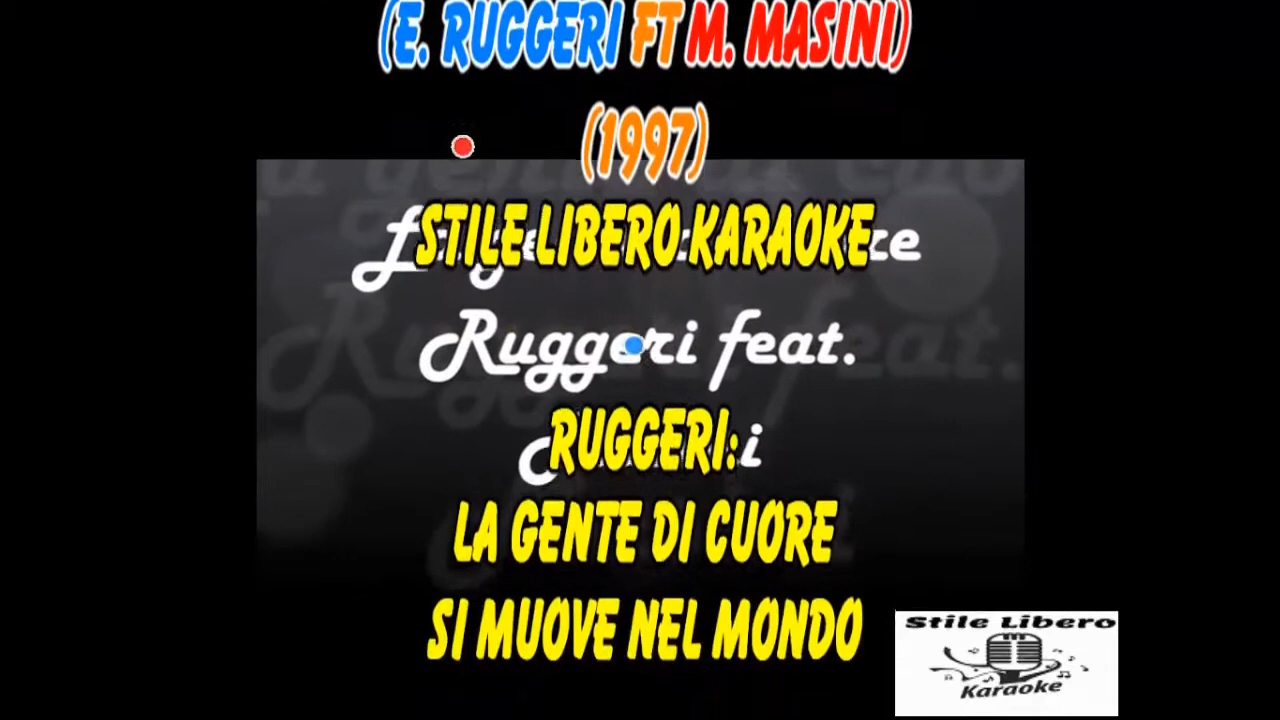 (E. RUGGERI FT M. MASINI)
(1997)
STILE LIBERO KARAOKE
Ruggeri feat.
RUGGERI:
LA GENTE DI CUORE
SI MUOVE NEL MONDO
Stile Libero
Karaoke